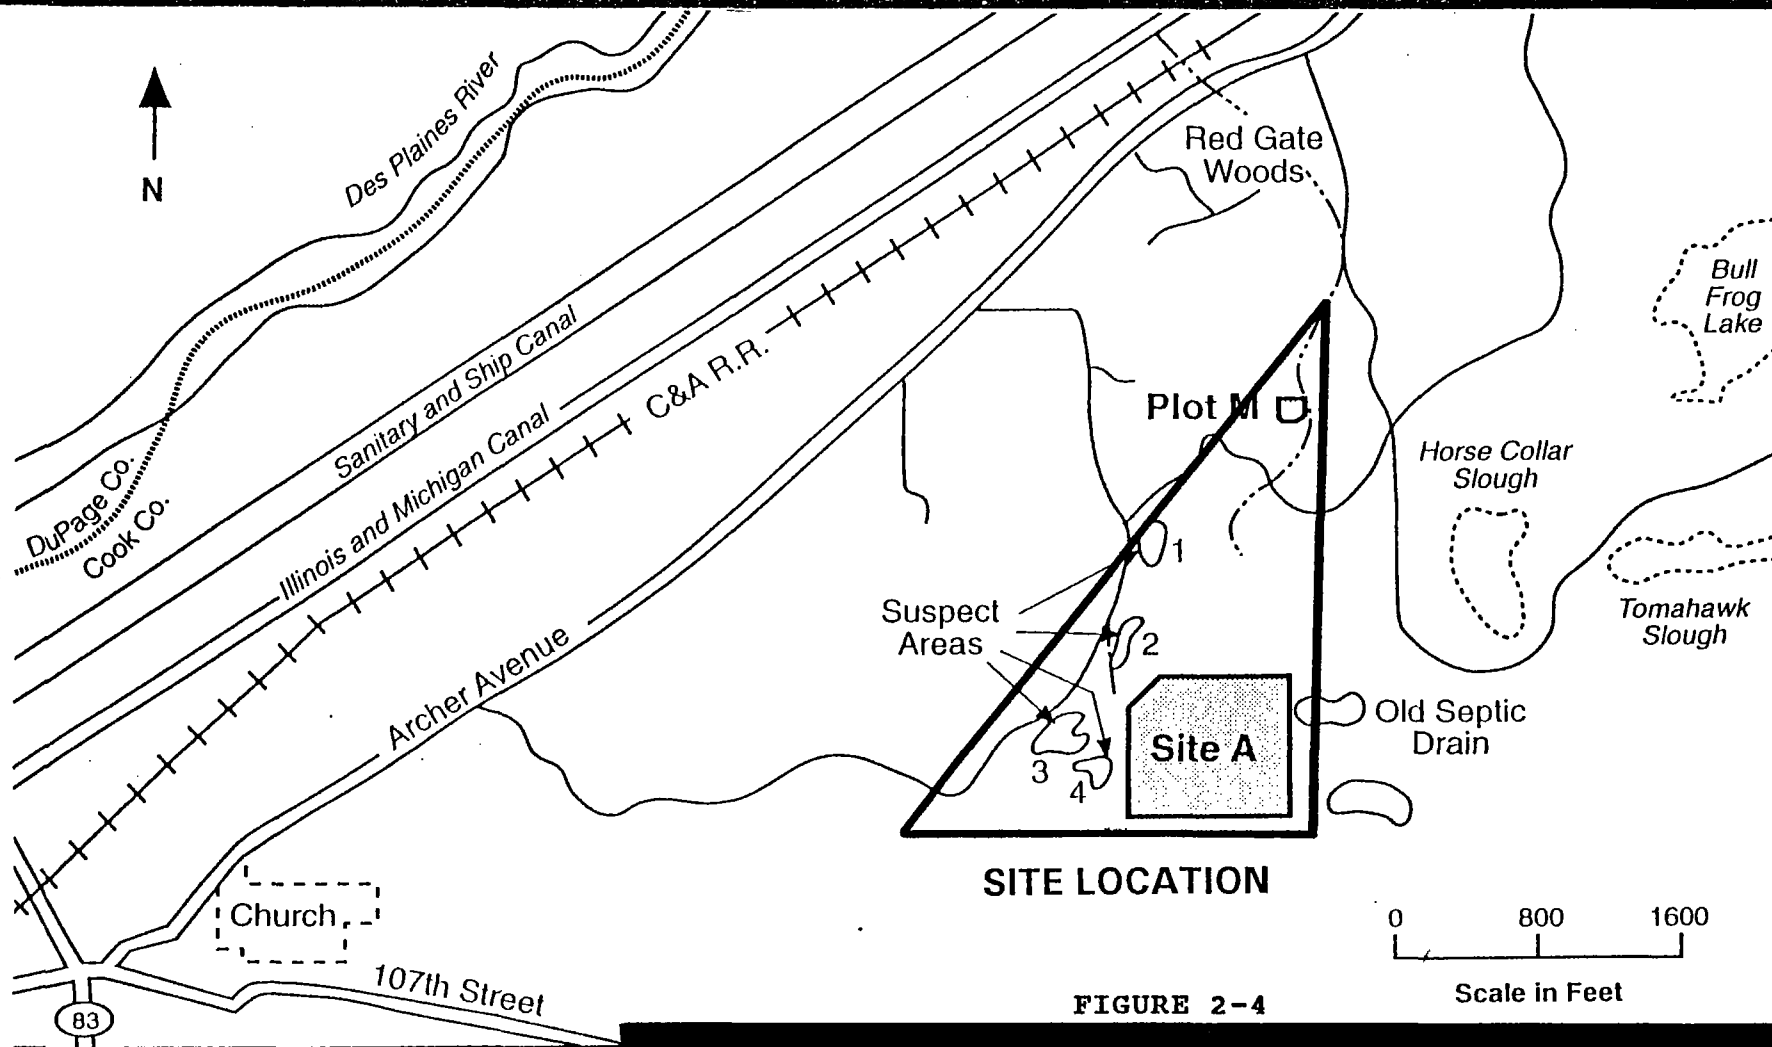 N
Des Plaines River
Red Gate
Woods
Bull
Frog
Lake
Sanitary and Ship Canal
C&A R.R.
Plot M
Illinois and Michigan Canal
Horse Collar
Slough
DuPage Co.
Cook Co.
1
Suspect
Areas
2
Tomahawk
Slough
Archer Avenue
Old Septic
Drain
Site A
3
4
SITE LOCATION
Church
0 800 1600
107th Street
Scale in Feet
FIGURE 2-4
83